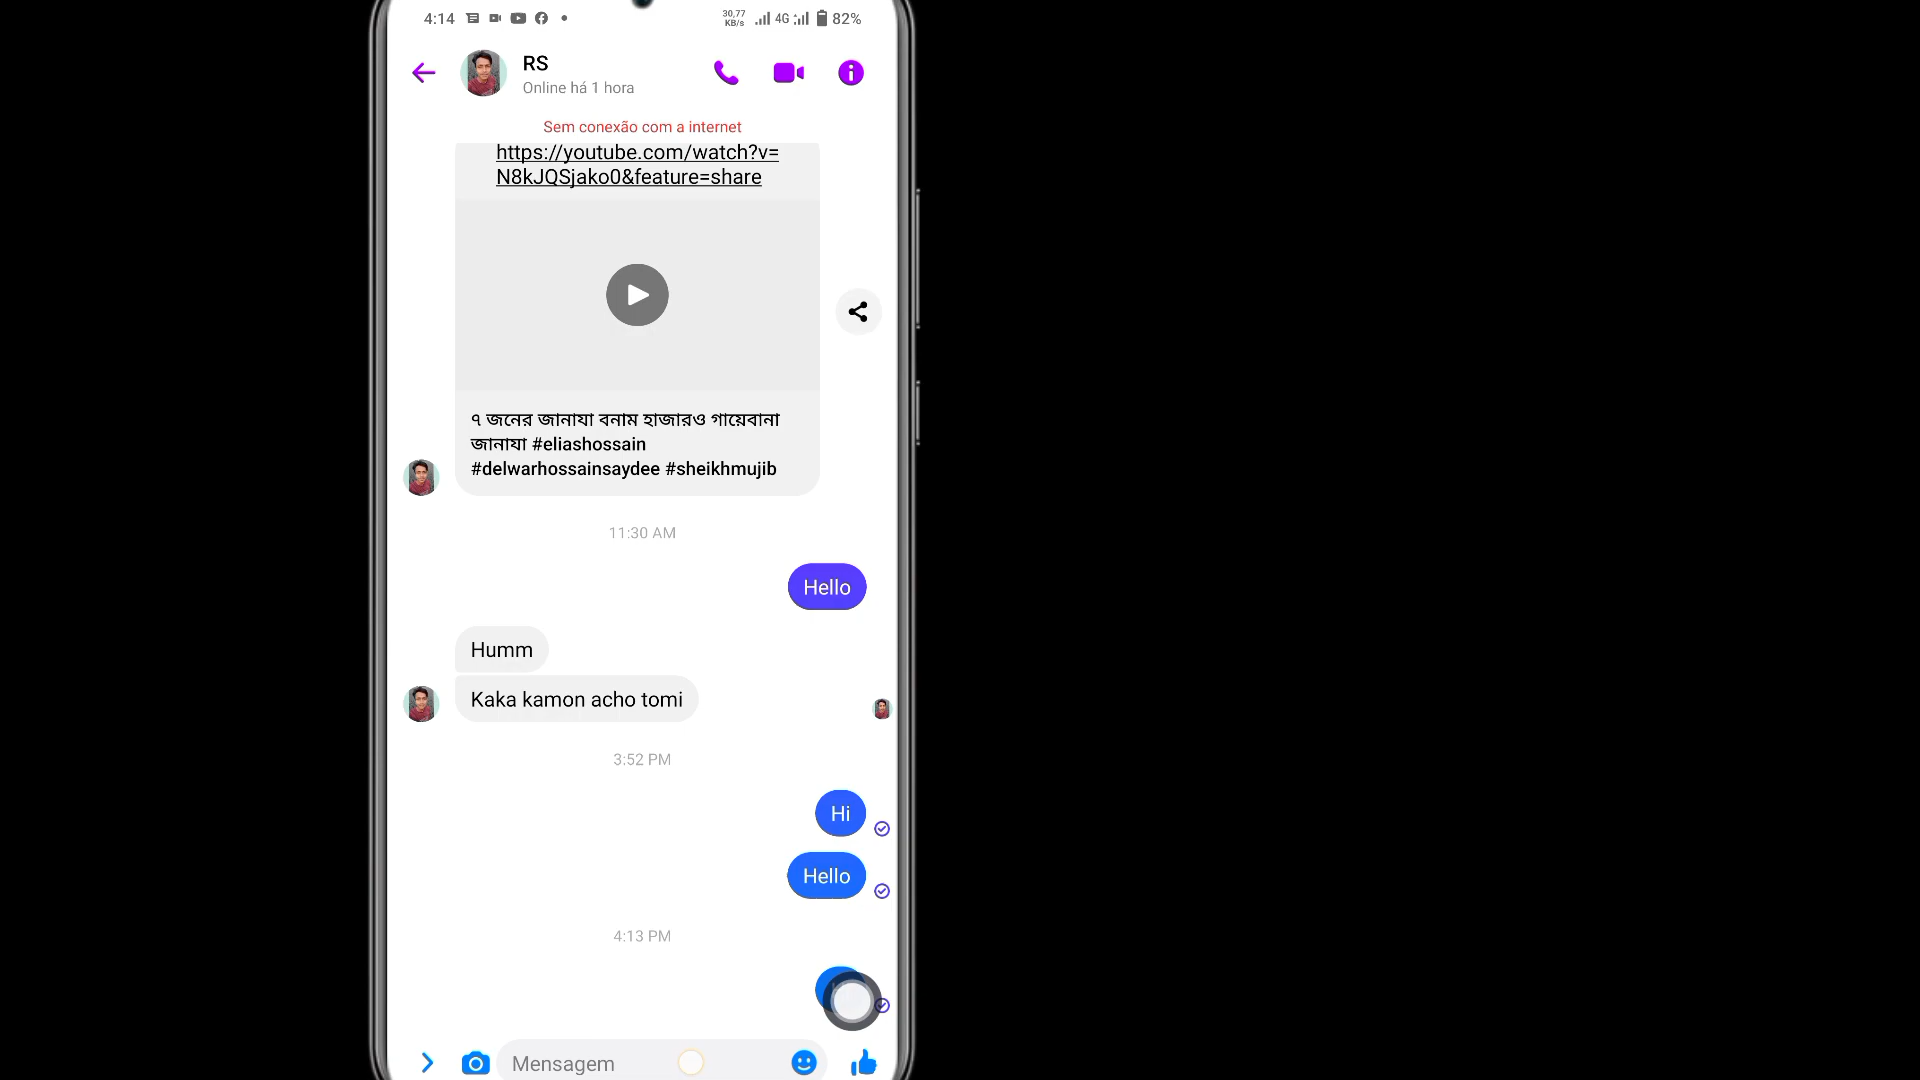 4:14
30,77
KB/s
4G
82%
RS
Online há 1 hora
Sem conexão com a internet
https://youtube.com/watch?v=
N8kJQSjako0&feature=share
৭ জনের জানাযা বনাম হাজারও গায়েবানা
জানাযা #eliashossain
#delwarhossainsaydee #sheikhmujib
11:30 AM
Hello
Humm
Kaka kamon acho tomi
3:52 PM
Hi
Hello
4:13 PM
Mensagem